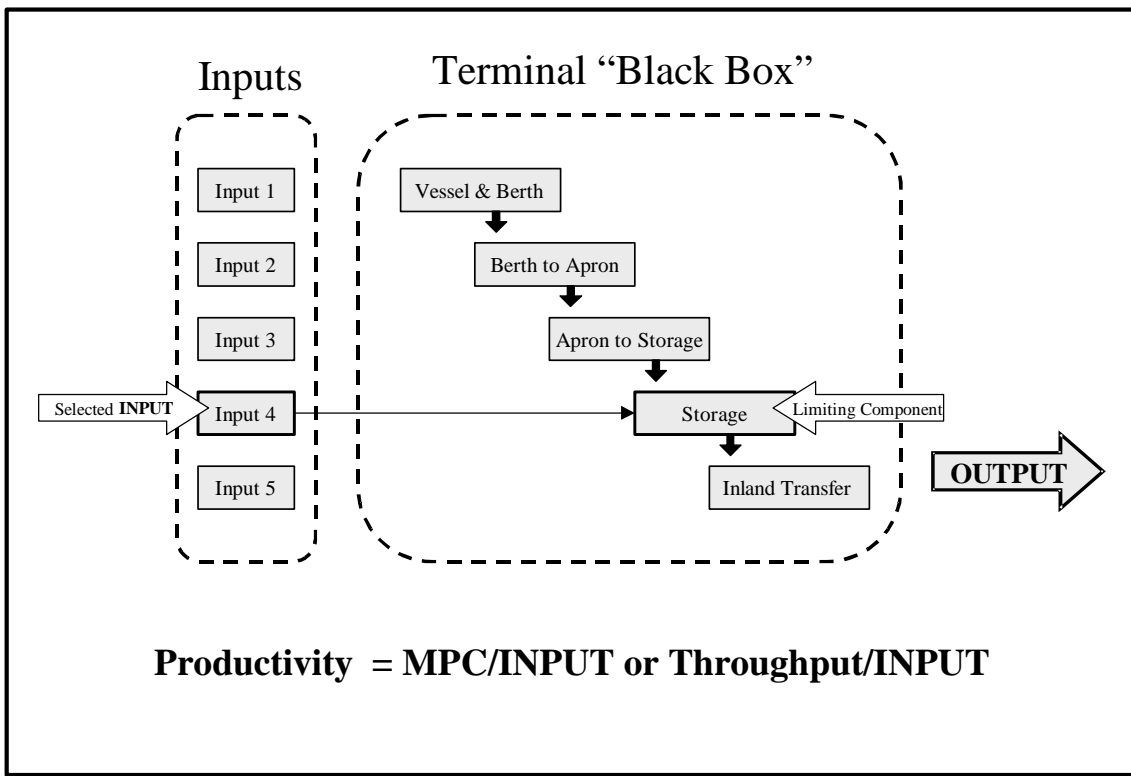 Inputs
Terminal “Black Box”
Input 1
Vessel & Berth
Input 2
Berth to Apron
Input 3
Apron to Storage
Selected INPUT
Input 4
Storage
Limiting Component
Input 5
Inland Transfer
OUTPUT
Productivity = MPC/INPUT or Throughput/INPUT